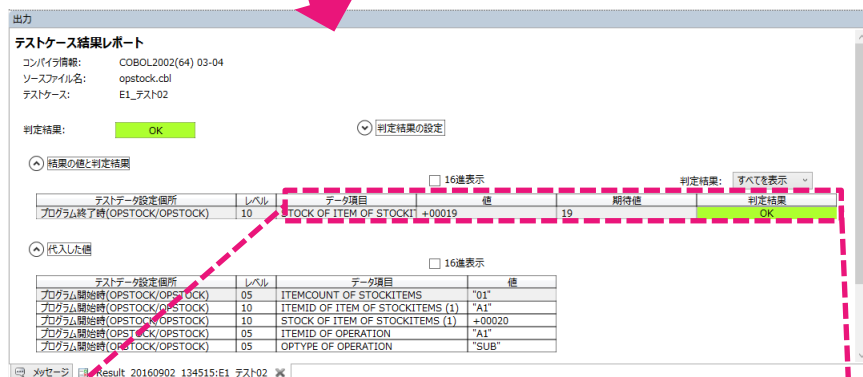 出力
テストケース結果レポート
コンパイラ情報: COBOL2002(64) 03-04
ソースファイル名: opstock.cbl
テストケース: E1_テスト02
判定結果: OK 判定結果の設定
結果の値と判定結果
16進表示 判定結果: すべてを表示
テストデータ設定個所 レベル データ項目 値 期待値 判定結果
プログラム終了時(OPSTOCK/OPSTOCK) 10 STOCK OF ITEM OF STOCKIT +00019 19 OK
代入した値
16進表示
テストデータ設定個所 レベル データ項目 値
プログラム開始時(OPSTOCK/OPSTOCK) 05 ITEMCOUNT OF STOCKITEMS "01"
プログラム開始時(OPSTOCK/OPSTOCK) 10 ITEMID OF ITEM OF STOCKITEMS (1) "A1"
プログラム開始時(OPSTOCK/OPSTOCK) 10 STOCK OF ITEM OF STOCKITEMS (1) +00020
プログラム開始時(OPSTOCK/OPSTOCK) 05 ITEMID OF OPERATION "A1"
プログラム開始時(OPSTOCK/OPSTOCK) 05 OPTYPE OF OPERATION "SUB"
メッセージ Result_20160902_134515:E1_テスト02